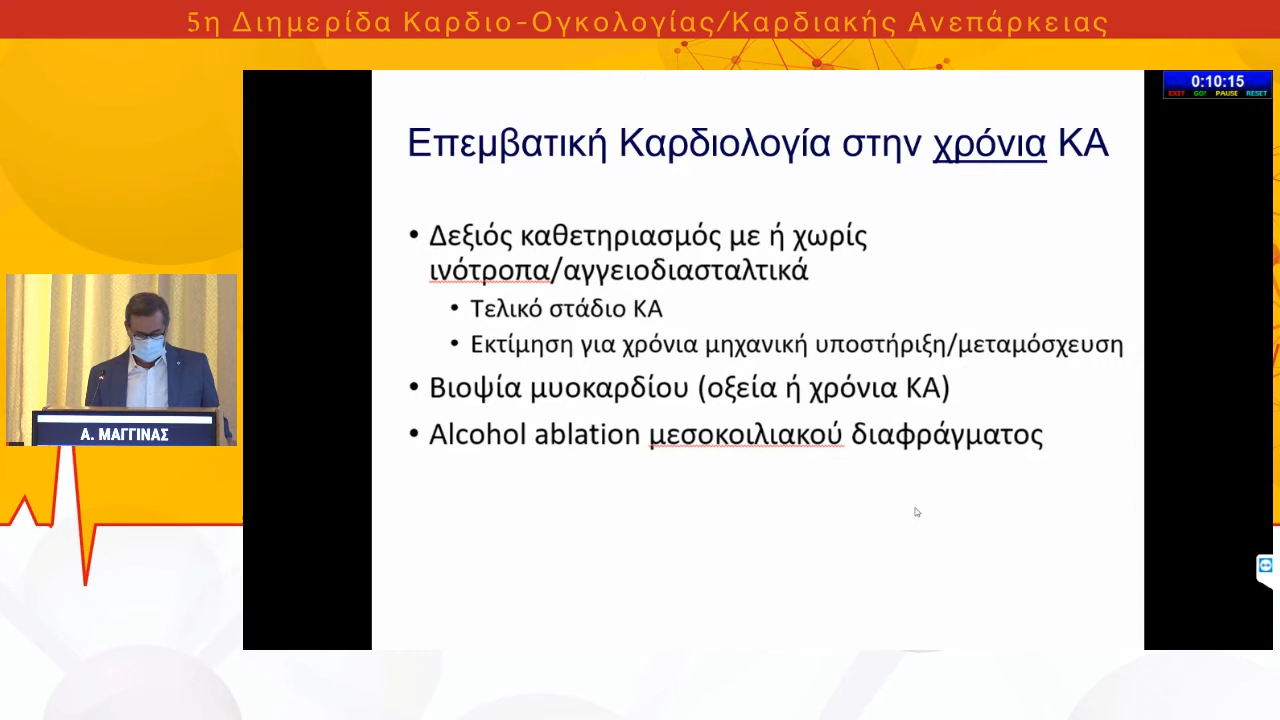 5η Διημερίδα Καρδιο-Ογκολογίας/Καρδιακής Ανεπάρκειας
0:10:15
EXIT GO! PAUSE RESET
Επεμβατική Καρδιολογία στην χρόνια ΚΑ
• Δεξιός καθετηριασμός με ή χωρίς
ινότροπα/αγγειοδιασταλτικά
• Τελικό στάδιο ΚΑ
• Εκτίμηση για χρόνια μηχανική υποστήριξη/μεταμόσχευση
• Βιοψία μυοκαρδίου (οξεία ή χρόνια ΚΑ)
• Alcohol ablation μεσοκοιλιακού διαφράγματος
Α. ΜΑΓΓΙΝΑΣ